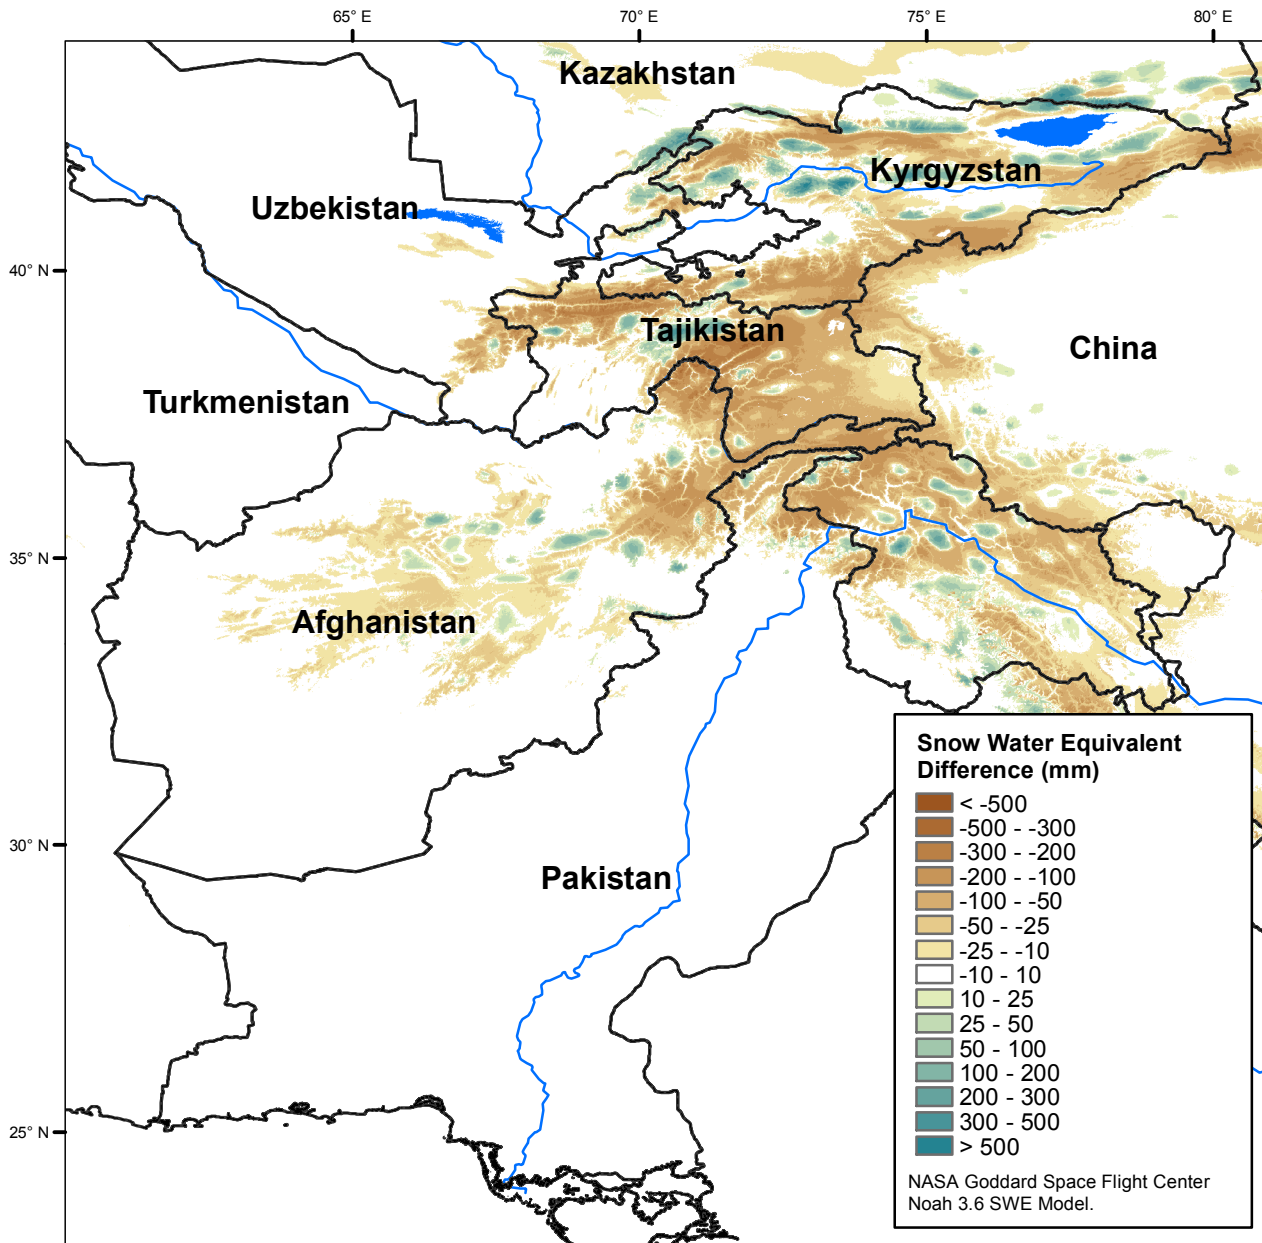 65° E
70° E
75° E
80° E
Kazakhstan
Kyrgyzstan
Uzbekistan
40° N
Tajikistan
China
Turkmenistan
35° N
Afghanistan
30° N
Pakistan
25° N
Snow Water Equivalent
Difference (mm)
< -500
-500 - -300
-300 - -200
-200 - -100
-100 - -50
-50 - -25
-25 - -10
-10 - 10
10 - 25
25 - 50
50 - 100
100 - 200
200 - 300
300 - 500
> 500
NASA Goddard Space Flight Center
Noah 3.6 SWE Model.